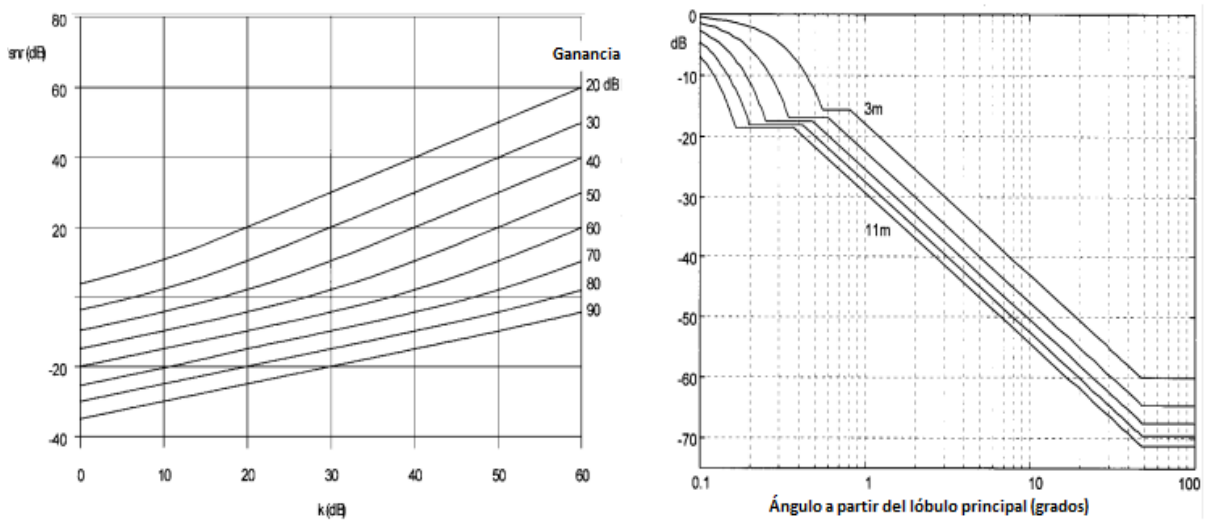 80
60
40
20
-20
-40
snr (dB)
0 10 20 30 40 50 60
k (dB)
Ganancia
20 dB
30
40
50
60
70
80
90
-0
dB
-10
-20
-30
-40
-50
-60
-70
3m
11m
0.1 1 10 100
Ángulo a partir del lóbulo principal (grados)